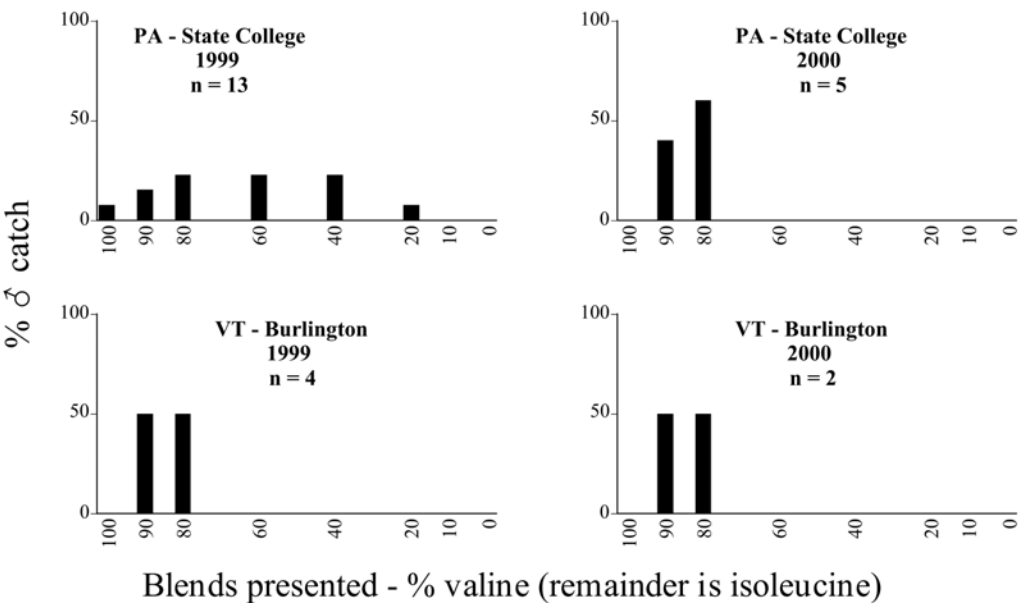 % ♂ catch
100
50
0
PA - State College
1999
n = 13
100 90 80 60 40 20 10 0
100
50
0
PA - State College
2000
n = 5
100 90 80 60 40 20 10 0
100
50
0
VT - Burlington
1999
n = 4
100 90 80 60 40 20 10 0
100
50
0
VT - Burlington
2000
n = 2
100 90 80 60 40 20 10 0
Blends presented - % valine (remainder is isoleucine)